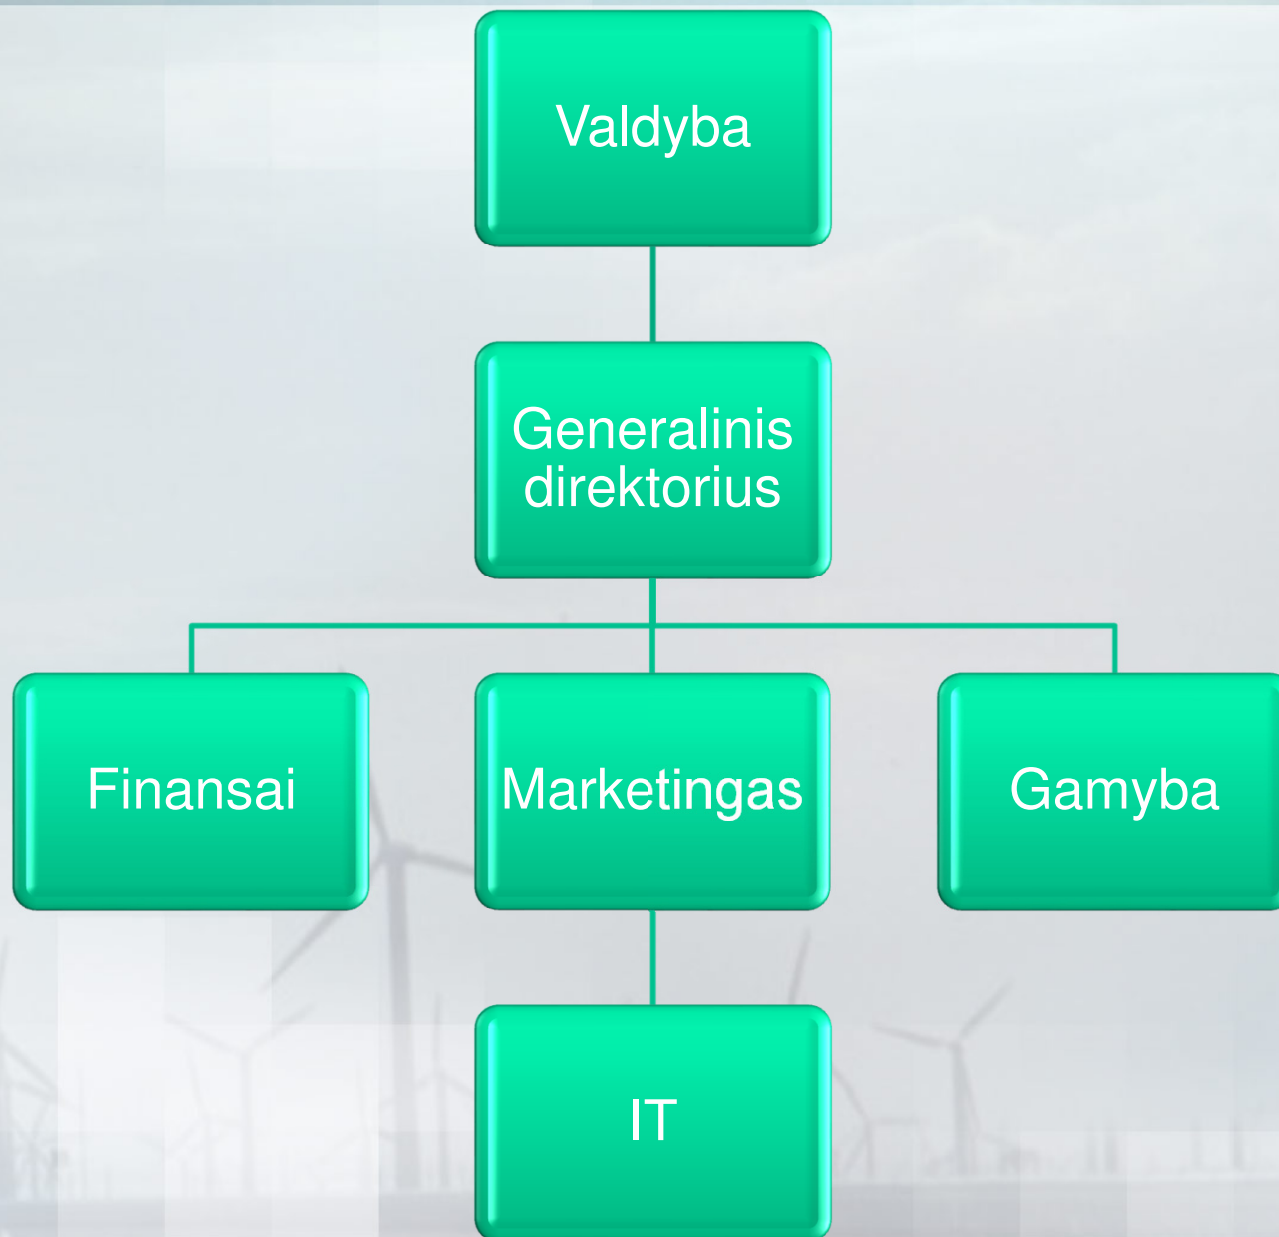 Valdyba
Generalinis
direktorius
Finansai
Marketingas
Gamyba
IT